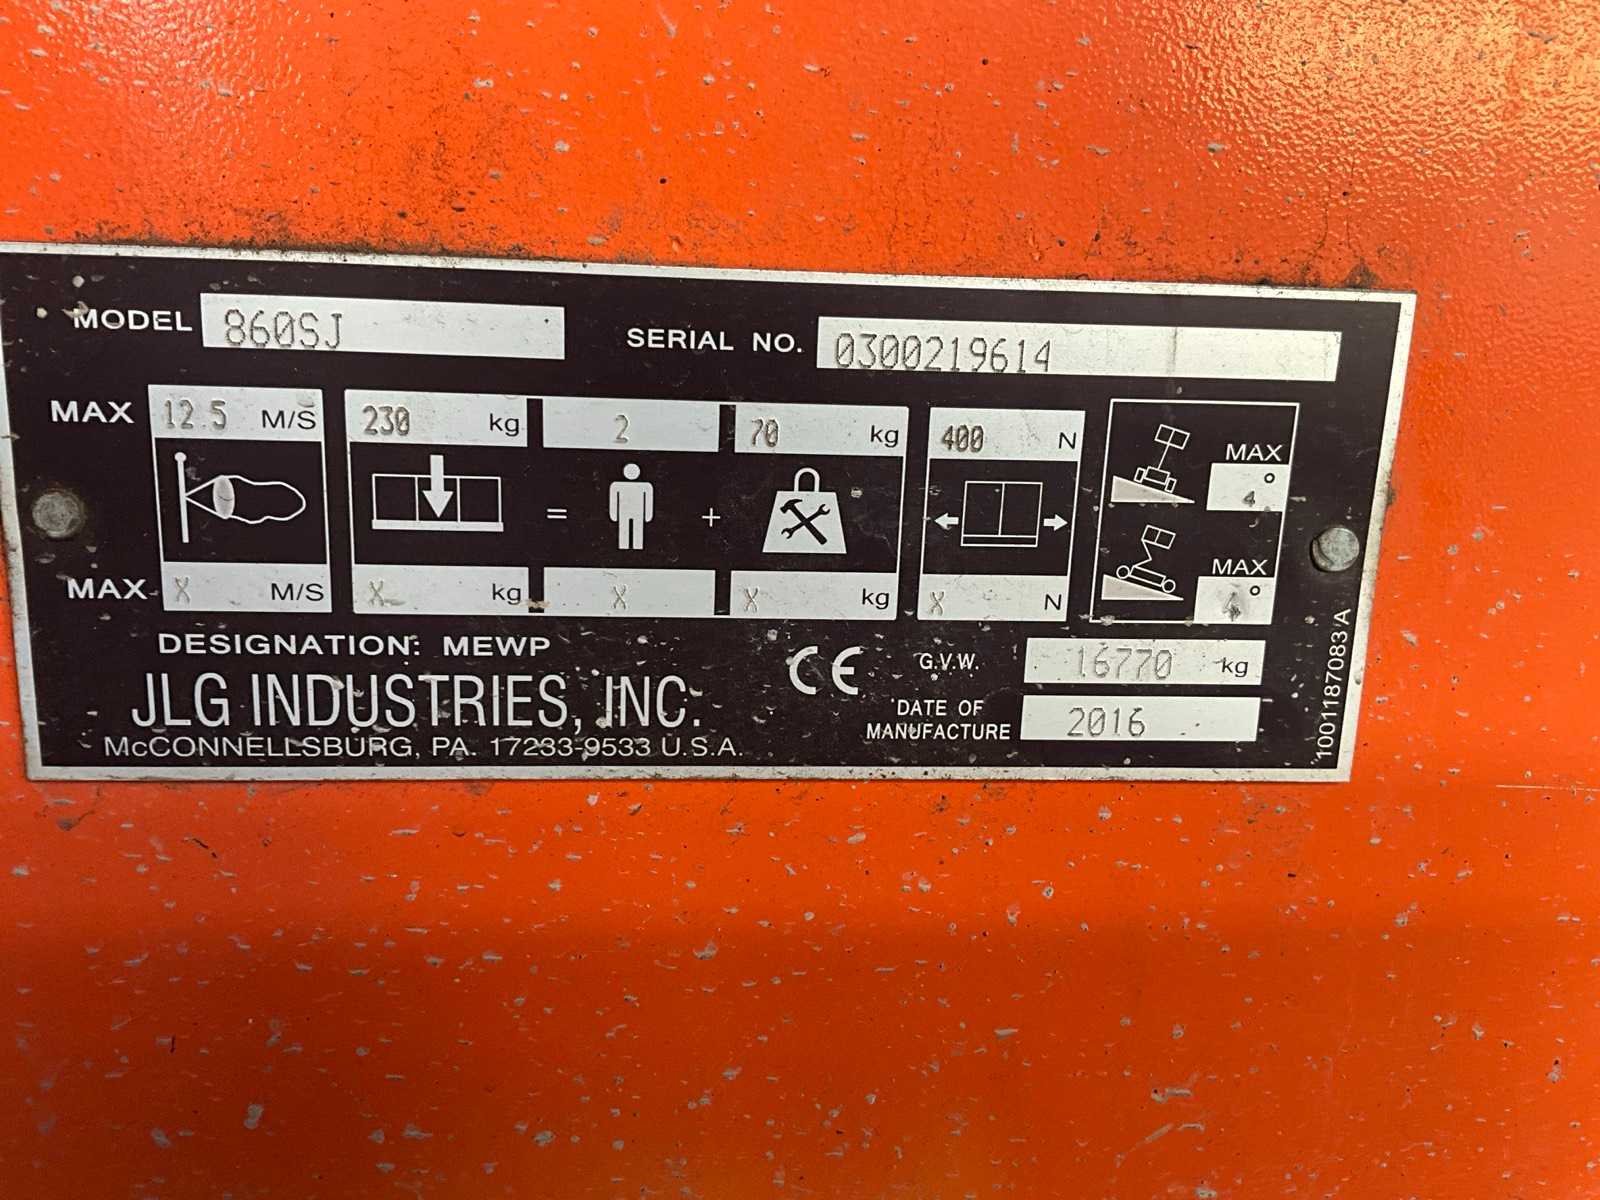 MODEL 860SJ SERIAL NO. 0300219614
MAX 12.5 M/S 230 kg 2 70 kg 400 N
MAX 4°
= +
MAX 4°
MAX X M/S X kg X X kg X N
DESIGNATION: MEWP
CE G.V.W. 16770 kg
JLG INDUSTRIES, INC.
DATE OF MANUFACTURE 2016
McCONNELLSBURG, PA. 17233-9533 U.S.A.
1001187083 A